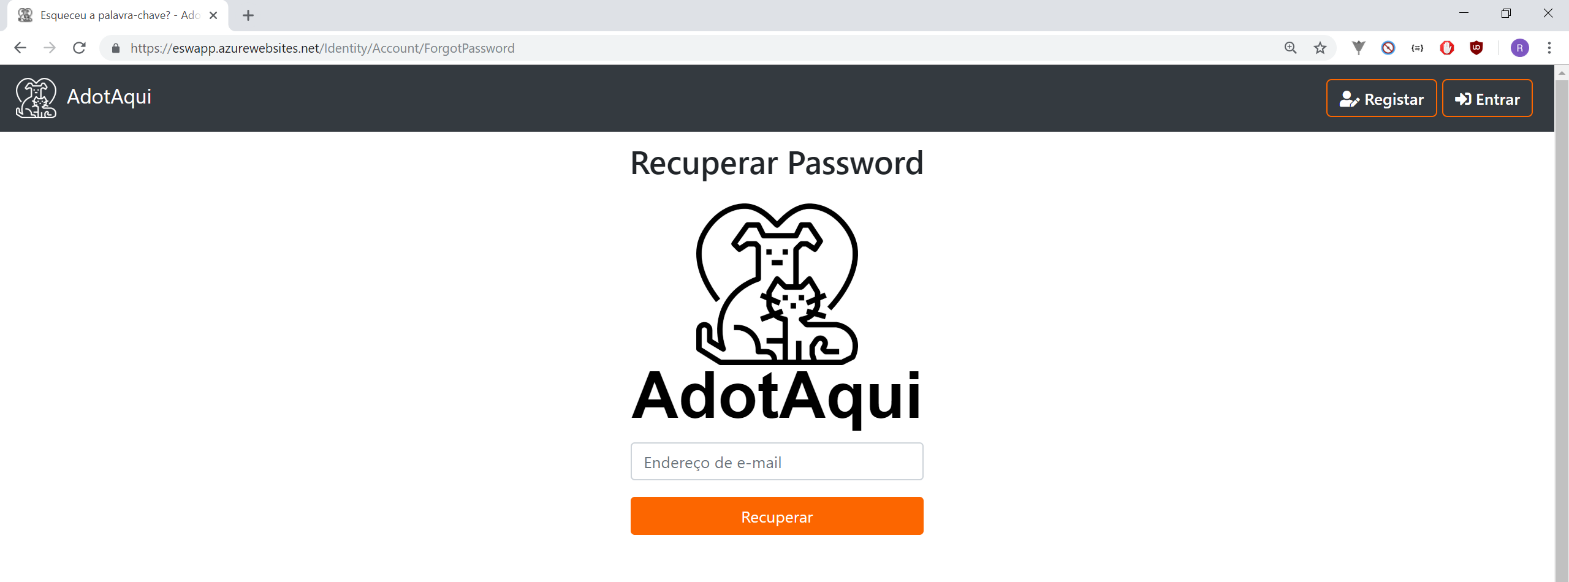 Esqueceu a palavra-chave? - Ado
https://eswapp.azurewebsites.net/Identity/Account/ForgotPassword
R
AdotAqui
Registar
Entrar
Recuperar Password
AdotAqui
Endereço de e-mail
Recuperar